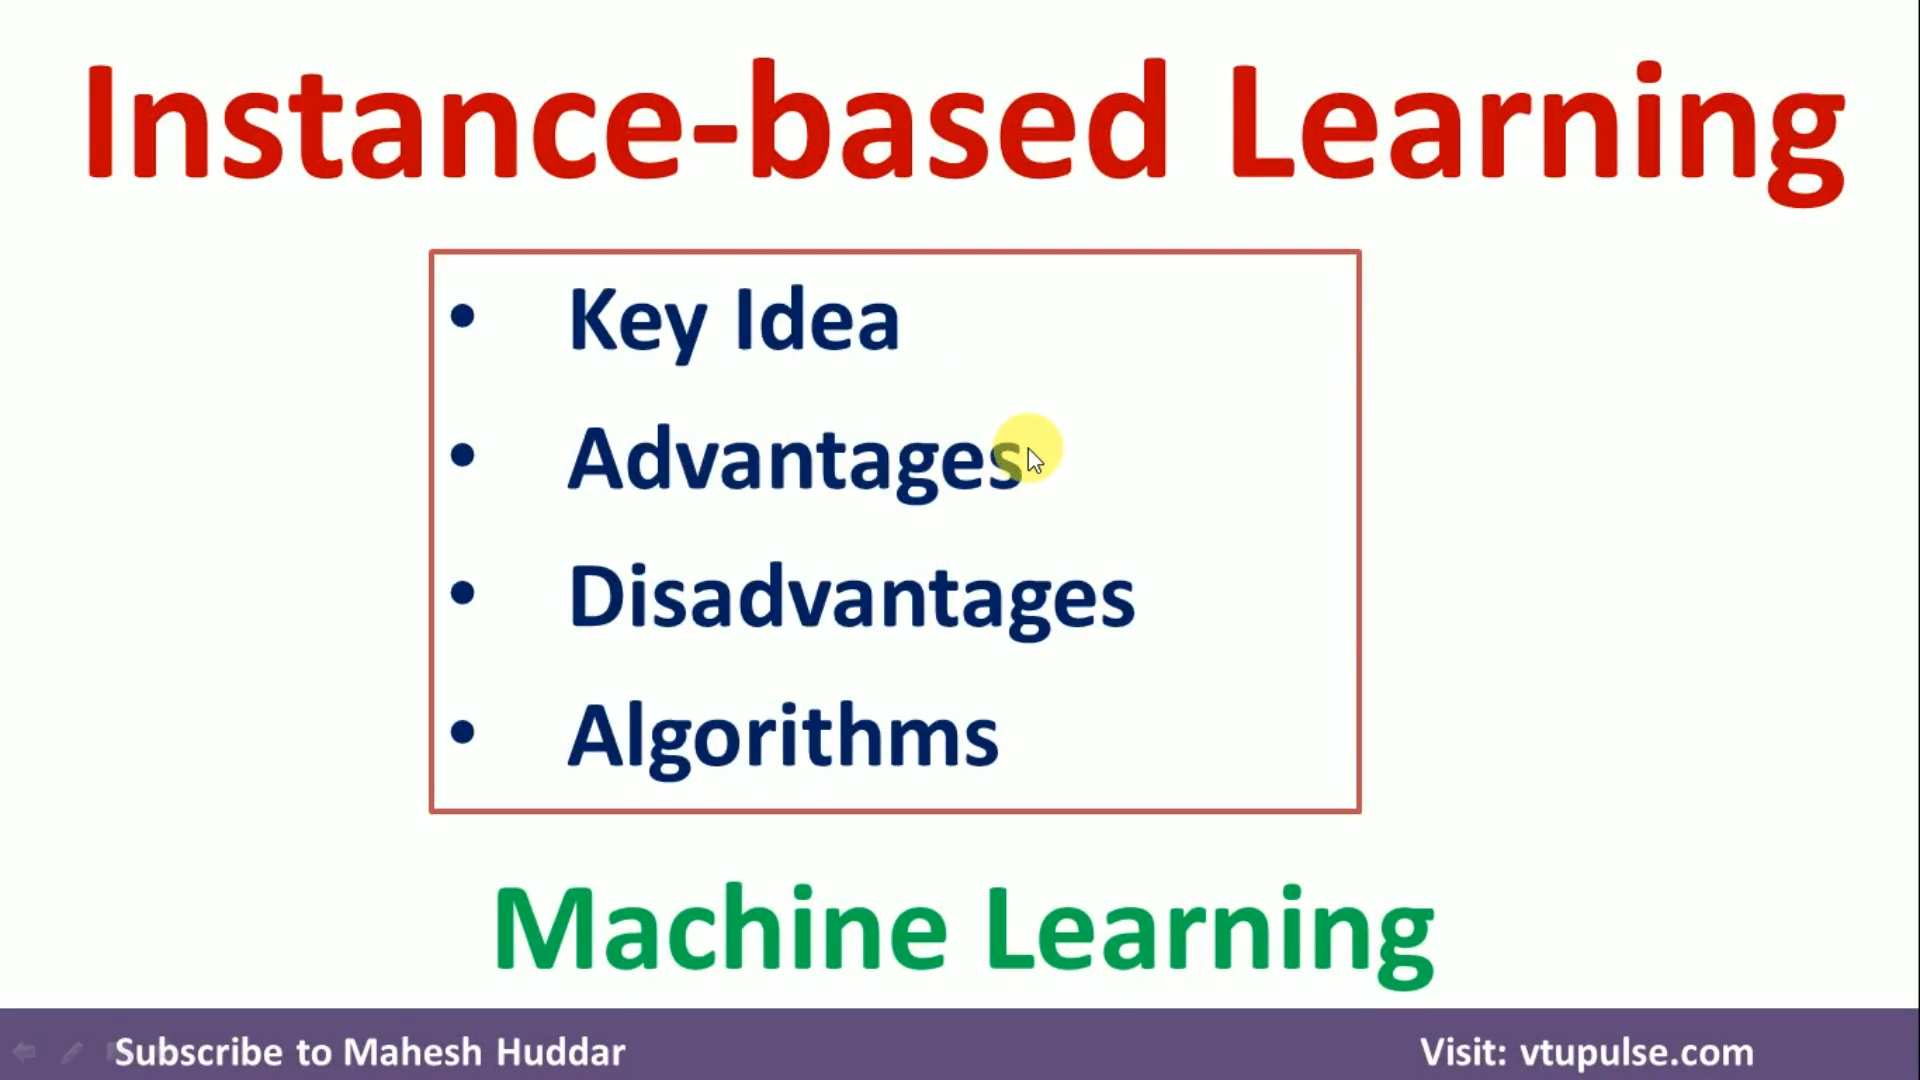 Instance-based Learning
• Key Idea
• Advantages
• Disadvantages
• Algorithms
Machine Learning
Subscribe to Mahesh Huddar
Visit: vtupulse.com